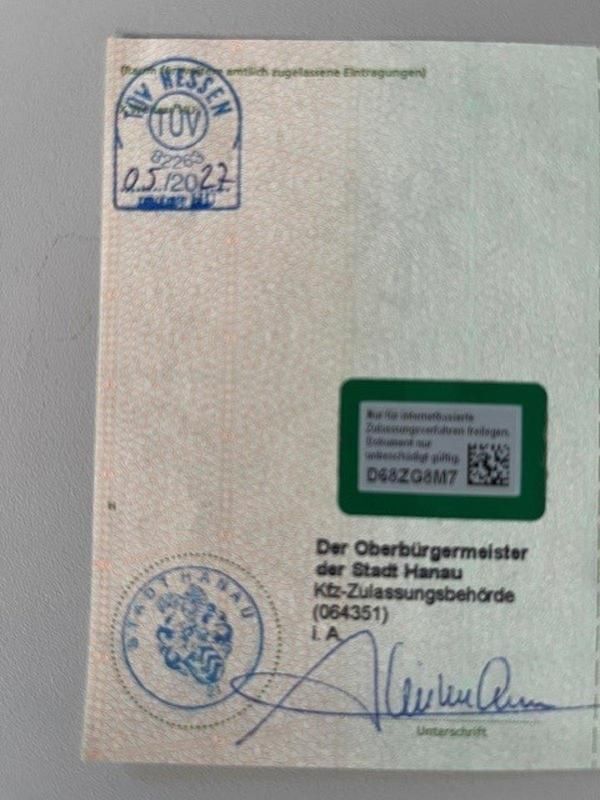 amtlich zugelassene Eintragungen)
TÜV HESSEN
TÜV
05/2027
Nur für internetbasierte
Zulassungsverfahren freilegen.
Dokument nur
unbeschädigt gültig.
D68ZG8M7
H
Der Oberbürgermeister
der Stadt Hanau
Kfz-Zulassungsbehörde
(064351)
i. A.
STADT HANAU
Unterschrift